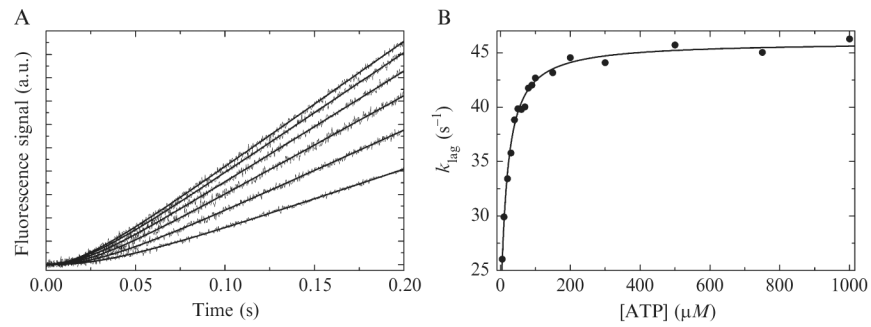 A
Fluorescence signal (a.u.)
0.00 0.05 0.10 0.15 0.20
Time (s)
B
k_lag (s⁻¹)
45
40
35
30
25
0 200 400 600 800 1000
[ATP] (μM)